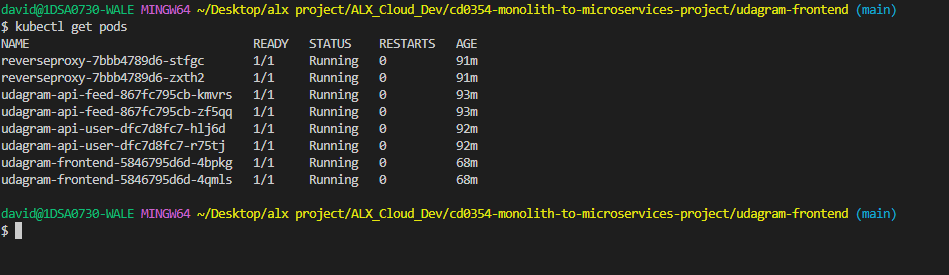 david@1DSA0730-WALE MINGW64 ~/Desktop/alx project/ALX_Cloud_Dev/cd0354-monolith-to-microservices-project/udagram-frontend (main)
$ kubectl get pods
NAME READY STATUS RESTARTS AGE
reverseproxy-7bbb4789d6-stfgc 1/1 Running 0 91m
reverseproxy-7bbb4789d6-zxth2 1/1 Running 0 91m
udagram-api-feed-867fc795cb-kmvrs 1/1 Running 0 93m
udagram-api-feed-867fc795cb-zf5qq 1/1 Running 0 93m
udagram-api-user-dfc7d8fc7-hlj6d 1/1 Running 0 92m
udagram-api-user-dfc7d8fc7-r75tj 1/1 Running 0 92m
udagram-frontend-5846795d6d-4bpkg 1/1 Running 0 68m
udagram-frontend-5846795d6d-4qmls 1/1 Running 0 68m
david@1DSA0730-WALE MINGW64 ~/Desktop/alx project/ALX_Cloud_Dev/cd0354-monolith-to-microservices-project/udagram-frontend (main)
$